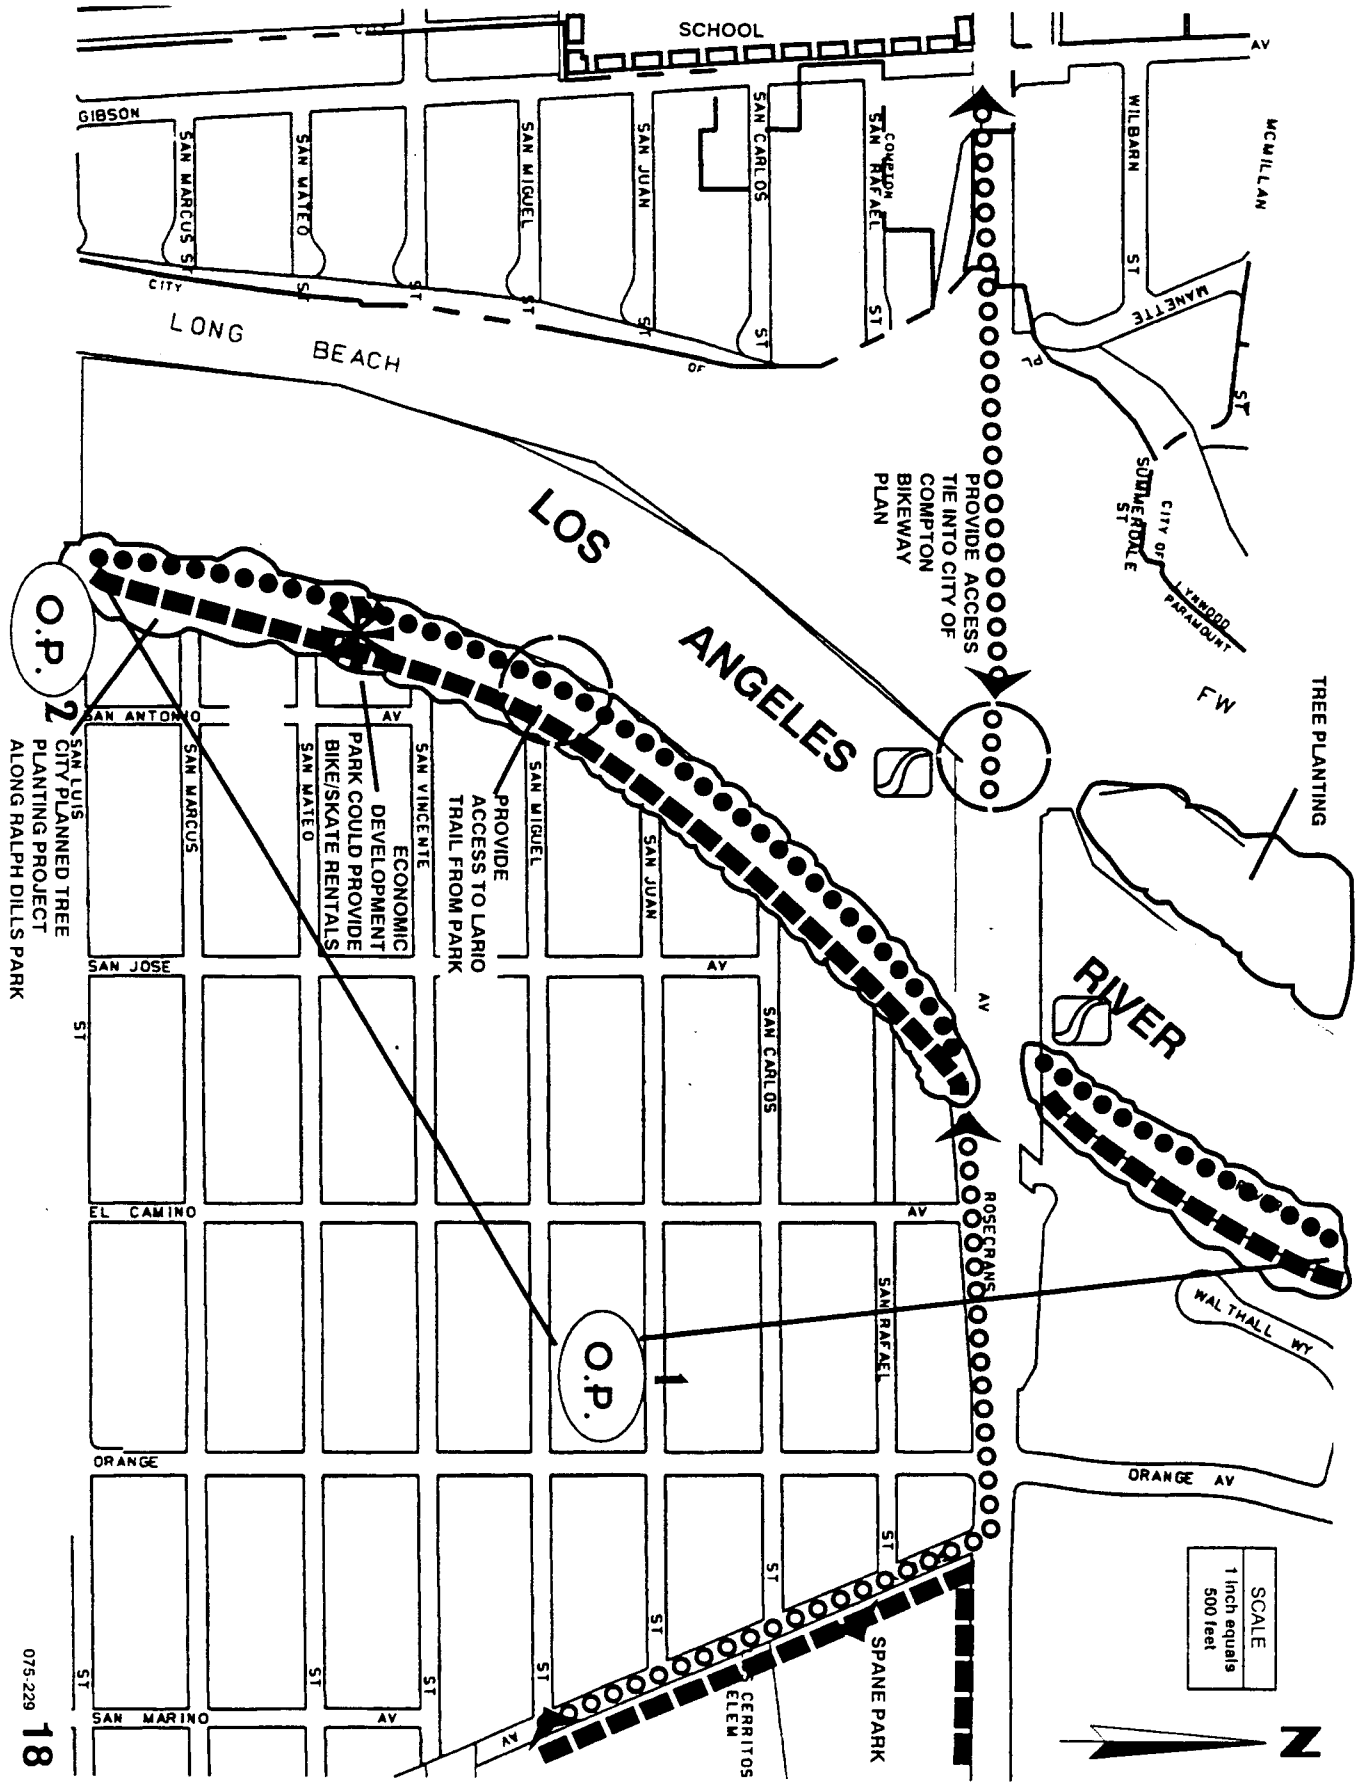 SCHOOL
CITY
AV
GIBSON
SAN MARCUS ST
SAN MATEO
ST
ST
SAN MIGUEL
ST
SAN JUAN
ST
SAN CARLOS
ST
COMPTON
SAN RAFAEL
ST
WILBARN
ST
MCMILLAN
MANETTE
ST
PL
CITY
OF
LONG BEACH
SUMMERDALE
ST
CITY OF
LYNWOOD
PARAMOUNT
FW
PROVIDE ACCESS
TIE INTO CITY OF
COMPTON
BIKEWAY
PLAN
TREE PLANTING
LOS
ANGELES
RIVER
O.P.
2
CITY PLANNED TREE
PLANTING PROJECT
ALONG RALPH DILLS PARK
SAN LUIS
ST
SAN ANTONIO
AV
SAN MARCUS
SAN MATEO
SAN VINCENTE
SAN MIGUEL
SAN JUAN
SAN CARLOS
SAN RAFAEL
ECONOMIC
DEVELOPMENT
PARK COULD PROVIDE
BIKE/SKATE RENTALS
PROVIDE
ACCESS TO LARIO
TRAIL FROM PARK
SAN JOSE
AV
AV
EL CAMINO
AV
ROSECRANS
O.P.
1
WALTHALL WY
ORANGE
ORANGE AV
ST
ST
ST
ST
ST
ST
ST
SAN MARINO
AV
AV
SPANE PARK
CERRITOS
ELEM
SCALE
1 inch equals
500 feet
N
075-229
18